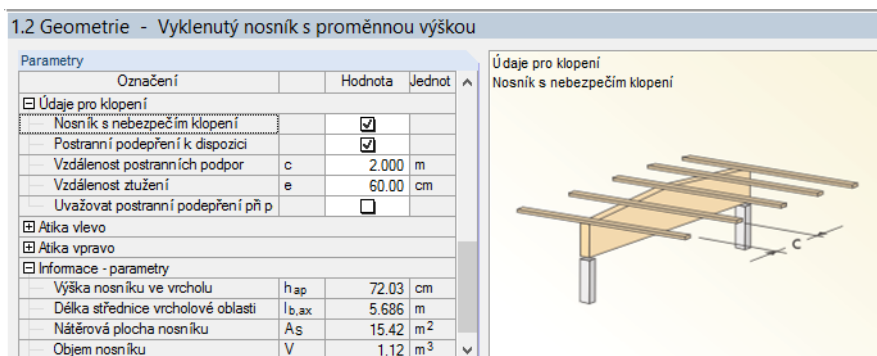 1.2 Geometrie - Vyklenutý nosník s proměnnou výškou
Parametry
Označení Hodnota Jednot
Údaje pro klopení
Nosník s nebezpečím klopení
Postranní podepření k dispozici
Vzdálenost postranních podpor c 2.000 m
Vzdálenost ztužení e 60.00 cm
Uvažovat postranní podepření při p
Atika vlevo
Atika vpravo
Informace - parametry
Výška nosníku ve vrcholu hap 72.03 cm
Délka střednice vrcholové oblasti lb,ax 5.686 m
Nátěrová plocha nosníku As 15.42 m2
Objem nosníku V 1.12 m3
Údaje pro klopení
Nosník s nebezpečím klopení
c